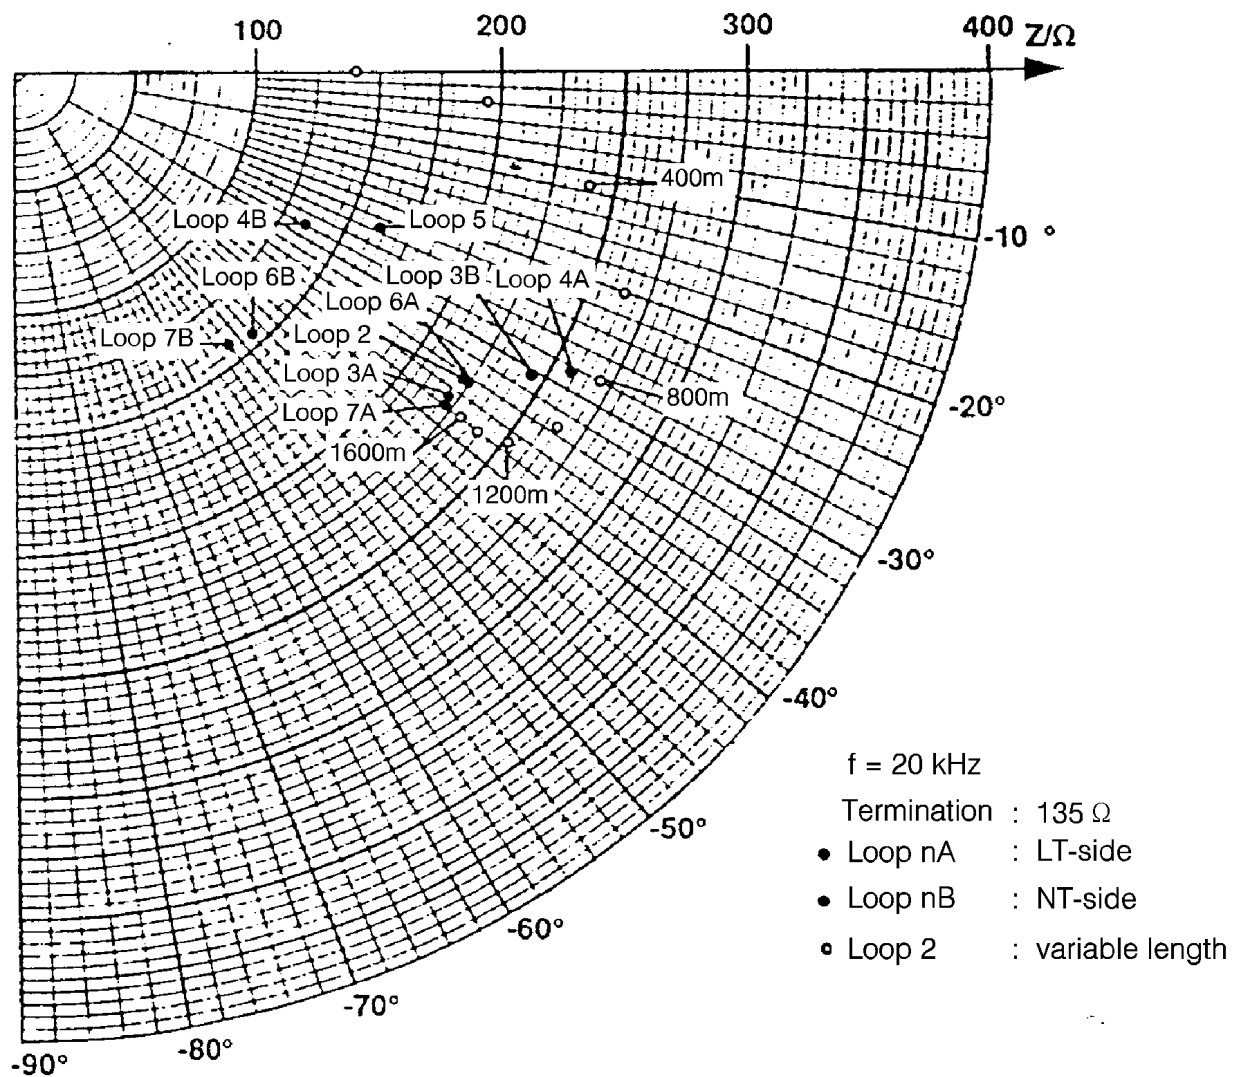 100 200 300 400 Z/Ω
400m
Loop 4B Loop 5
-10 °
Loop 6B Loop 3B Loop 4A
Loop 6A
Loop 7B Loop 2
Loop 3A
800m
-20°
Loop 7A
1600m
1200m
-30°
-40°
-50°
-60°
-70°
-80°
-90°
f = 20 kHz
Termination : 135 Ω
● Loop nA : LT-side
● Loop nB : NT-side
○ Loop 2 : variable length